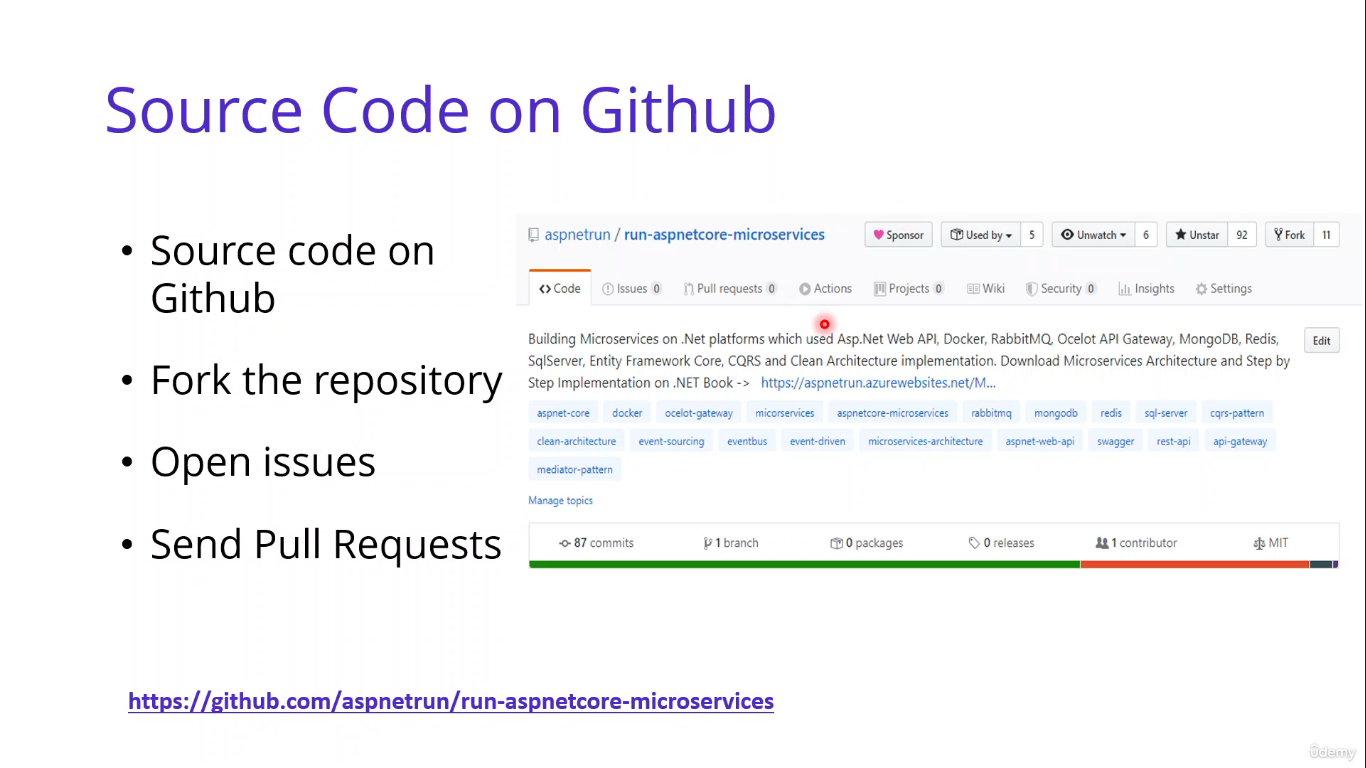 Source Code on Github
• Source code on
Github
• Fork the repository
• Open issues
• Send Pull Requests
aspnetrun / run-aspnetcore-microservices
Sponsor
Used by 5
Unwatch 6
Unstar 92
Fork 11
Code
Issues 0
Pull requests 0
Actions
Projects 0
Wiki
Security 0
Insights
Settings
Building Microservices on .Net platforms which used Asp.Net Web API, Docker, RabbitMQ, Ocelot API Gateway, MongoDB, Redis,
SqlServer, Entity Framework Core, CQRS and Clean Architecture implementation. Download Microservices Architecture and Step by
Step Implementation on .NET Book -> https://aspnetrun.azurewebsites.net/M...
Edit
aspnet-core docker ocelot-gateway micorservices aspnetcore-microservices rabbitmq mongodb redis sql-server cqrs-pattern
clean-architecture event-sourcing eventbus event-driven microservices-architecture aspnet-web-api swagger rest-api api-gateway
mediator-pattern
Manage topics
87 commits
1 branch
0 packages
0 releases
1 contributor
MIT
https://github.com/aspnetrun/run-aspnetcore-microservices
ûdemy